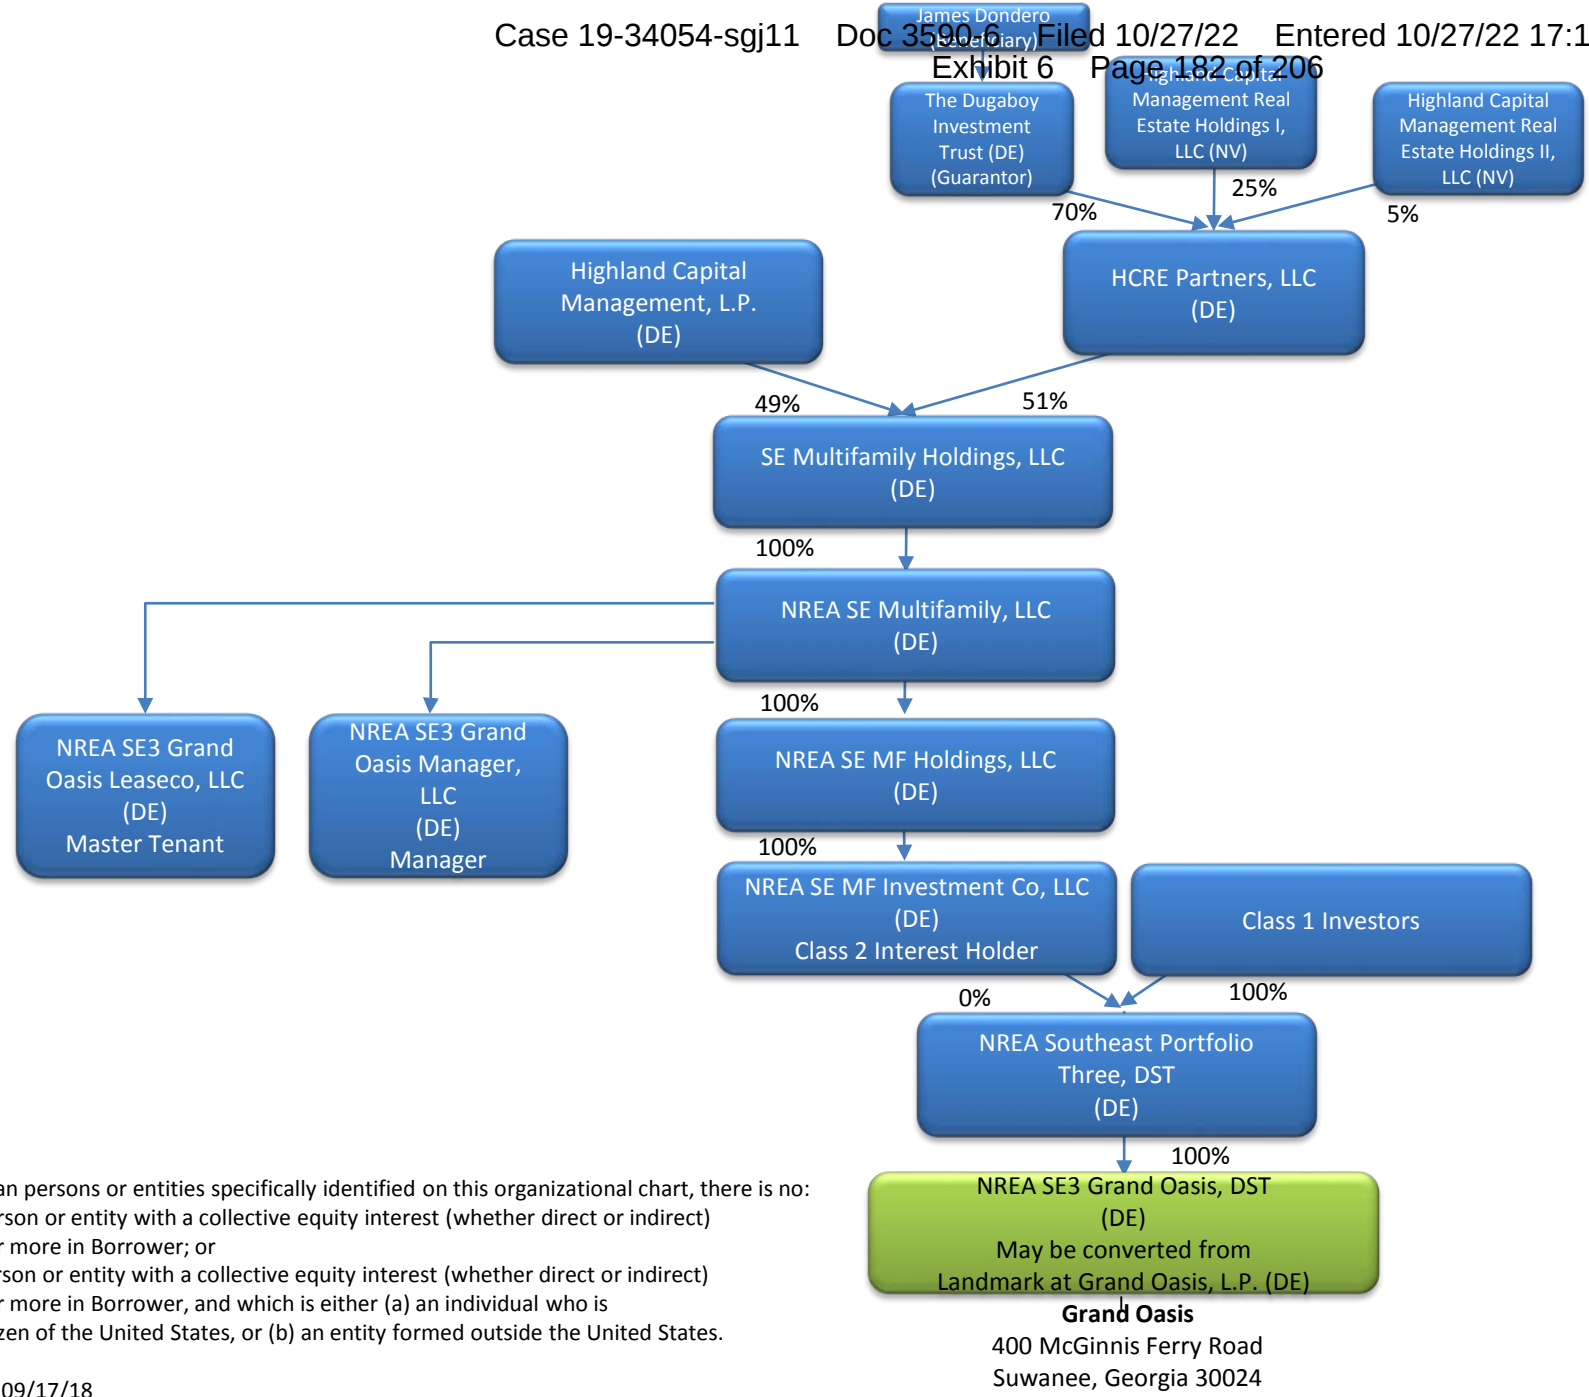 James Dondero
(Beneficiary)
Case 19-34054-sgj11 Doc 3590-6 Filed 10/27/22 Entered 10/27/22 17:1
Exhibit 6 Page 182 of 206
The Dugaboy
Investment
Trust (DE)
(Guarantor)
Highland Capital
Management Real
Estate Holdings I,
LLC (NV)
Highland Capital
Management Real
Estate Holdings II,
LLC (NV)
70%
25%
5%
Highland Capital
Management, L.P.
(DE)
HCRE Partners, LLC
(DE)
49%
51%
SE Multifamily Holdings, LLC
(DE)
100%
NREA SE Multifamily, LLC
(DE)
100%
NREA SE3 Grand
Oasis Leaseco, LLC
(DE)
Master Tenant
NREA SE3 Grand
Oasis Manager,
LLC
(DE)
Manager
NREA SE MF Holdings, LLC
(DE)
100%
NREA SE MF Investment Co, LLC
(DE)
Class 2 Interest Holder
Class 1 Investors
0%
100%
NREA Southeast Portfolio
Three, DST
(DE)
100%
NREA SE3 Grand Oasis, DST
(DE)
May be converted from
Landmark at Grand Oasis, L.P. (DE)
Grand Oasis
400 McGinnis Ferry Road
Suwanee, Georgia 30024
an persons or entities specifically identified on this organizational chart, there is no:
erson or entity with a collective equity interest (whether direct or indirect)
r more in Borrower; or
erson or entity with a collective equity interest (whether direct or indirect)
r more in Borrower, and which is either (a) an individual who is
zen of the United States, or (b) an entity formed outside the United States.
09/17/18